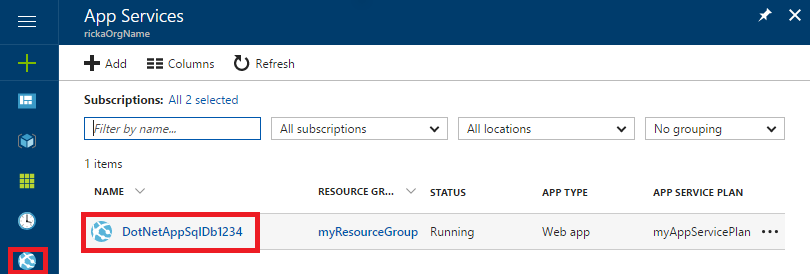 App Services
rickaOrgName
Add Columns Refresh
Subscriptions: All 2 selected
Filter by name... All subscriptions All locations No grouping
1 items
NAME RESOURCE GR... STATUS APP TYPE APP SERVICE PLAN
DotNetAppSqlDb1234 myResourceGroup Running Web app myAppServicePlan ...